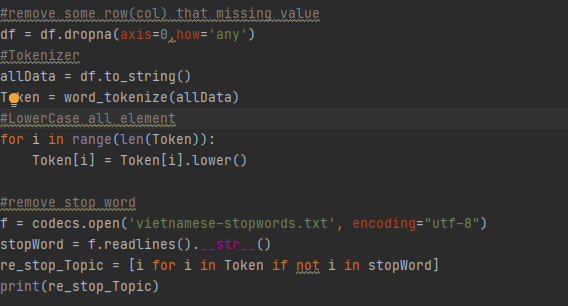 #remove some row(col) that missing value
df = df.dropna(axis=0,how='any')
#Tokenizer
allData = df.to_string()
Token = word_tokenize(allData)
#LowerCase all element
for i in range(len(Token)):
    Token[i] = Token[i].lower()
#remove stop word
f = codecs.open('vietnamese-stopwords.txt', encoding="utf-8")
stopWord = f.readlines().__str__()
re_stop_Topic = [i for i in Token if not i in stopWord]
print(re_stop_Topic)